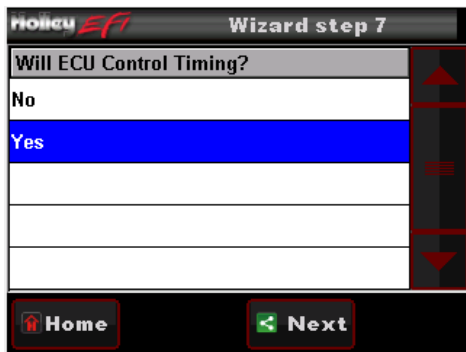 Holley EFI
Wizard step 7
Will ECU Control Timing?
No
Yes
Home
Next